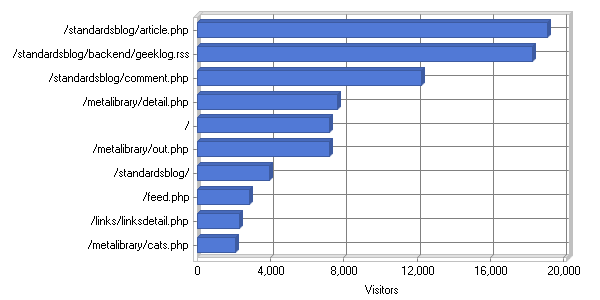 /standardsblog/article.php
/standardsblog/backend/geeklog.rss
/standardsblog/comment.php
/metalibrary/detail.php
/
/metalibrary/out.php
/standardsblog/
/feed.php
/links/linksdetail.php
/metalibrary/cats.php
0 4,000 8,000 12,000 16,000 20,000
Visitors